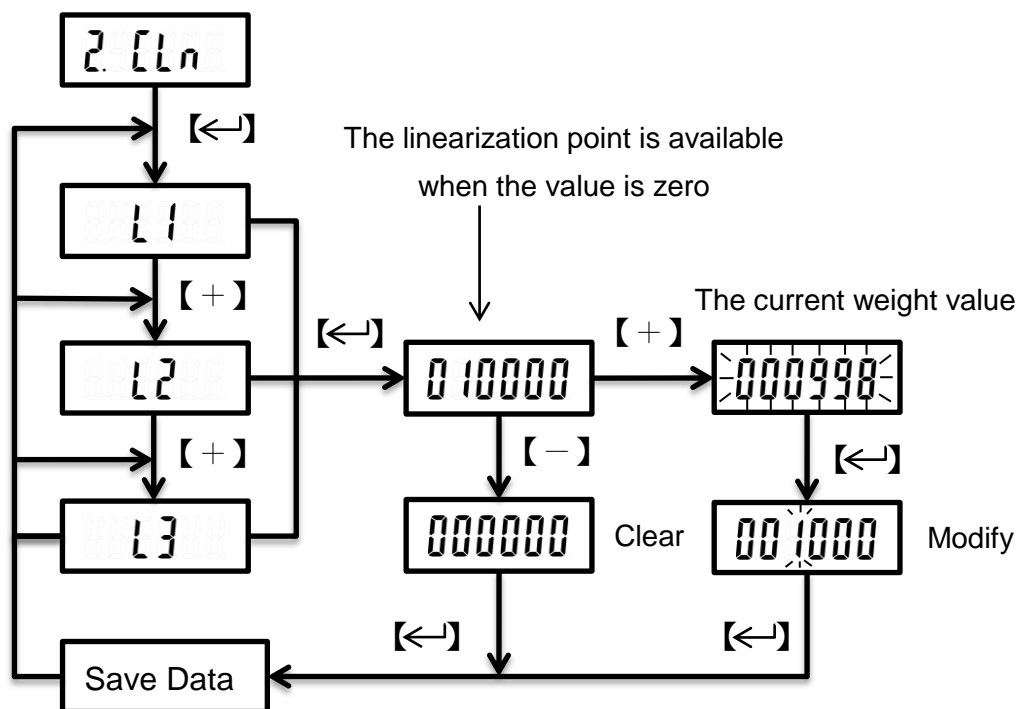 2. CLn
【←┘】
The linearization point is available
when the value is zero
L1
【+】
The current weight value
【←┘】
【+】
L2
010000
000998
【+】
【-】
【←┘】
L3
000000
Clear
001000
Modify
【←┘】
【←┘】
Save Data